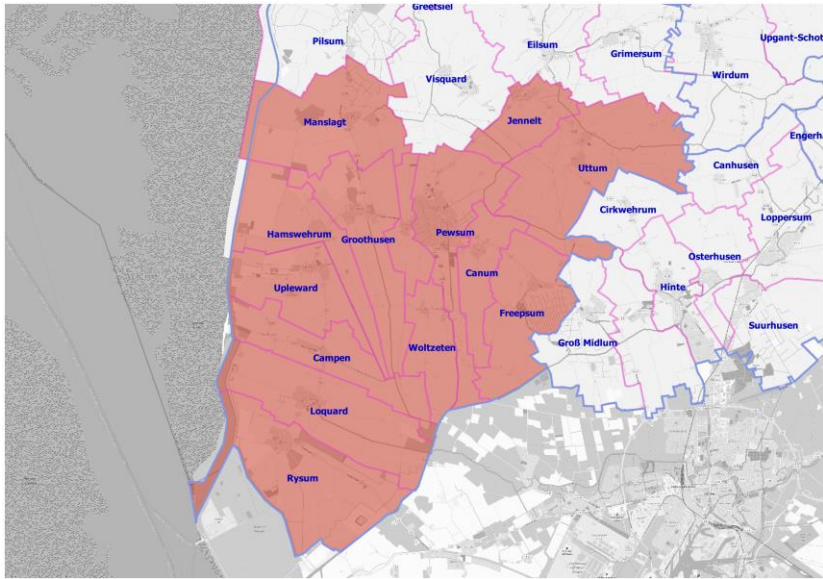 Greetsiel
Pilsum
Eilsum
Grimersum
Upgant-Schot
Visquard
Wirdum
Manslagt
Jennelt
Engerha
Uttum
Canhusen
Cirkwehrum
Loppersum
Hamswehrum
Groothusen
Pewsum
Osterhusen
Canum
Upleward
Hinte
Freepsum
Suurhusen
Groß Midlum
Woltzeten
Campen
Loquard
Rysum